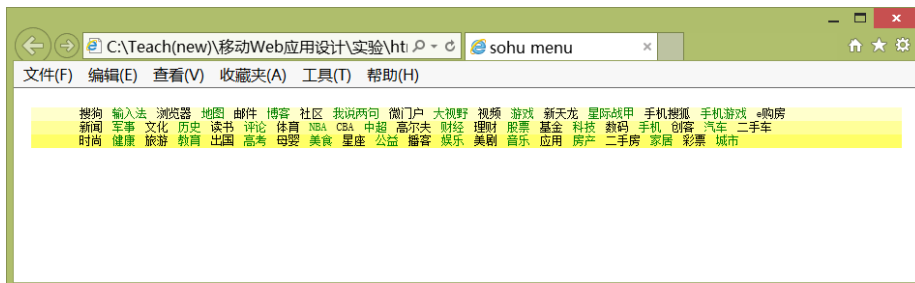 C:\Teach(new)\移动Web应用设计\实验\htı
sohu menu
文件(F) 编辑(E) 查看(V) 收藏夹(A) 工具(T) 帮助(H)
搜狗 输入法 浏览器 地图 邮件 博客 社区 我说两句 微门户 大视野 视频 游戏 新天龙 星际战甲 手机搜狐 手机游戏 e购房
新闻 军事 文化 历史 读书 评论 体育 NBA CBA 中超 高尔夫 财经 理财 股票 基金 科技 数码 手机 创客 汽车 二手车
时尚 健康 旅游 教育 出国 高考 母婴 美食 星座 公益 播客 娱乐 美剧 音乐 应用 房产 二手房 家居 彩票 城市